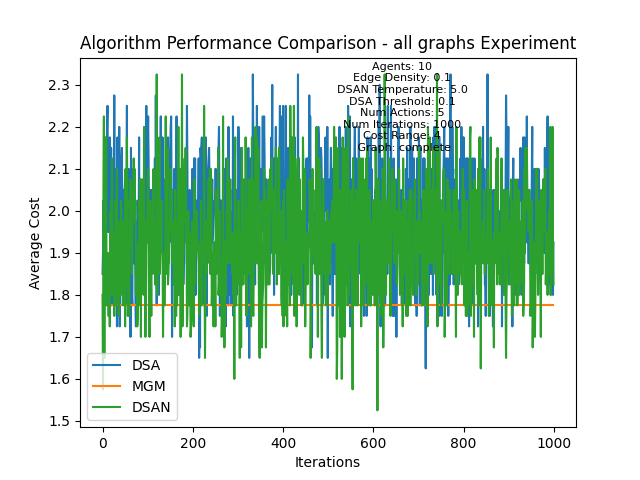 Algorithm Performance Comparison - all graphs Experiment
Agents: 10
Edge Density: 0.1
DSAN Temperature: 5.0
DSA Threshold: 0.1
Num Actions: 5
Num Iterations: 1000
Cost Range: 4
Graph: complete
2.3
2.2
2.1
2.0
1.9
1.8
1.7
1.6
1.5
Average Cost
DSA
MGM
DSAN
0
200
400
600
800
1000
Iterations